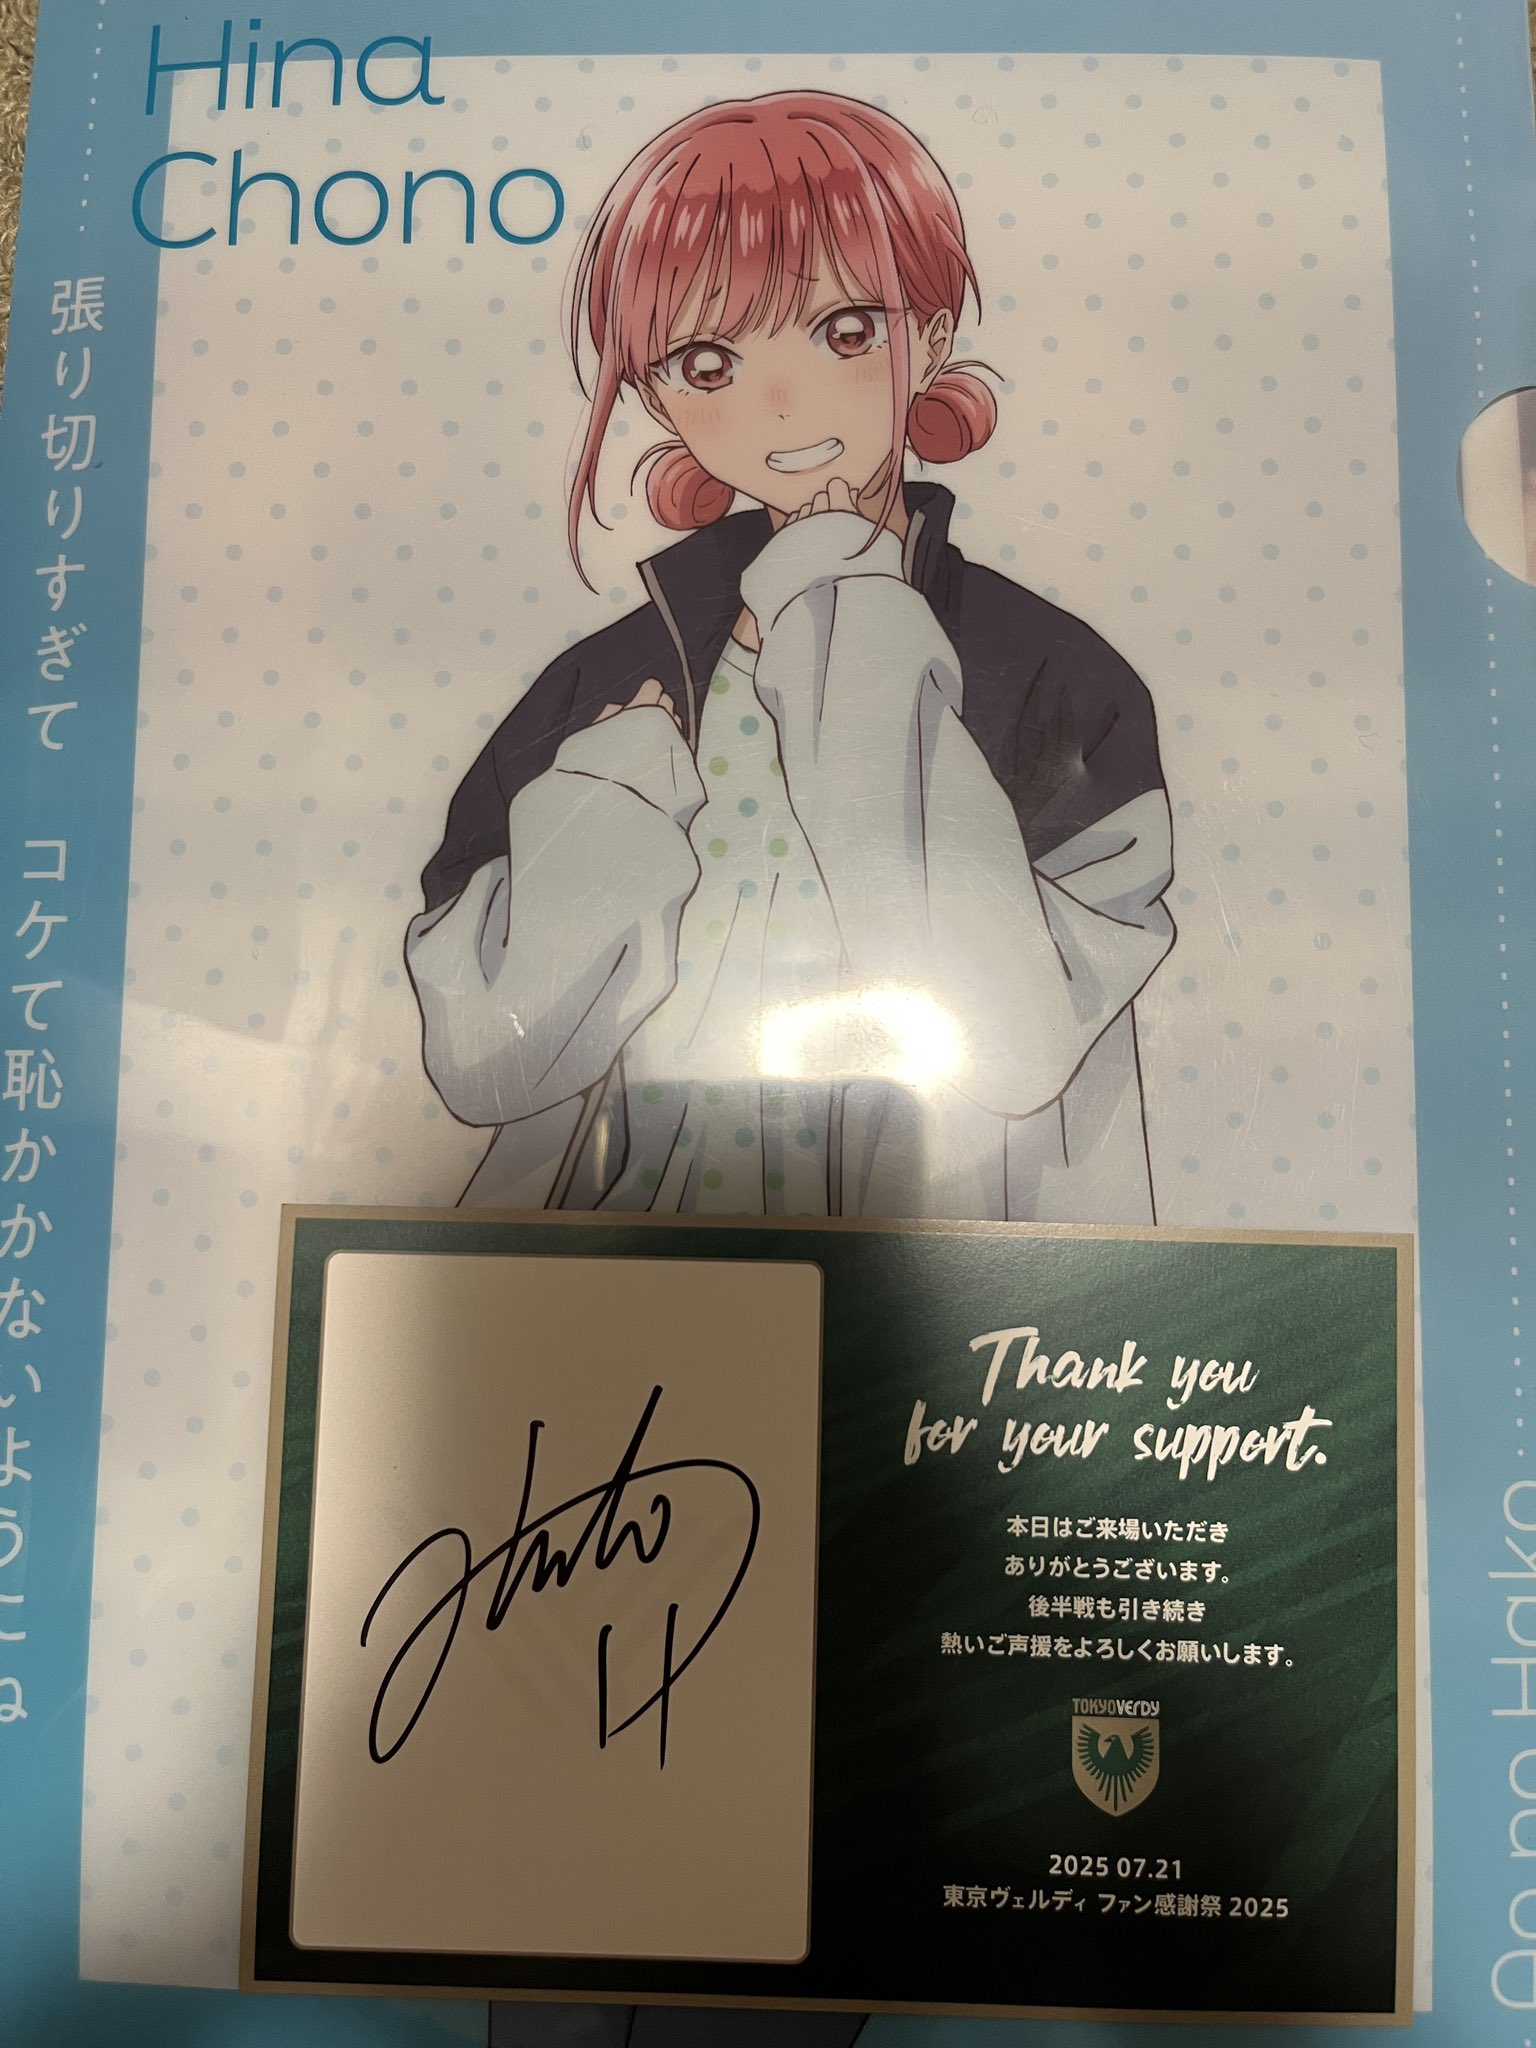 Hina
Chono
張り切りすぎて コケて恥かかないようにね
Thank you
for your support.
本日はご来場いただき
ありがとうございます。
後半戦も引き続き
熱いご声援をよろしくお願いします。
TOKYO VERDY
2025 07.21
東京ヴェルディ ファン感謝祭 2025
Ao no Hako
14